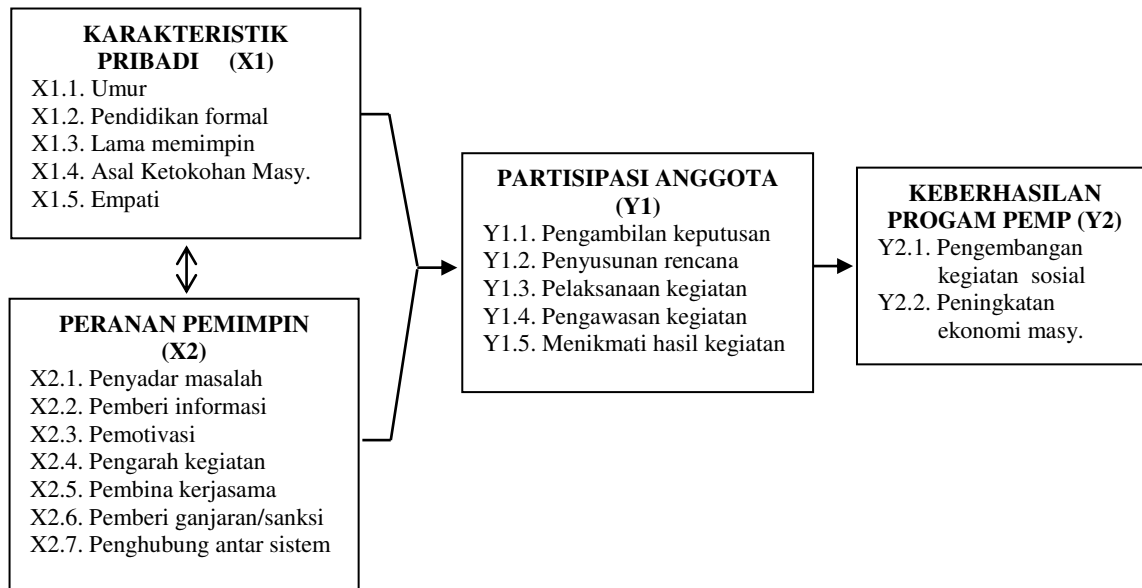 KARAKTERISTIK
PRIBADI (X1)
X1.1. Umur
X1.2. Pendidikan formal
X1.3. Lama memimpin
X1.4. Asal Ketokohan Masy.
X1.5. Empati
PERANAN PEMIMPIN
(X2)
X2.1. Penyadar masalah
X2.2. Pemberi informasi
X2.3. Pemotivasi
X2.4. Pengarah kegiatan
X2.5. Pembina kerjasama
X2.6. Pemberi ganjaran/sanksi
X2.7. Penghubung antar sistem
PARTISIPASI ANGGOTA
(Y1)
Y1.1. Pengambilan keputusan
Y1.2. Penyusunan rencana
Y1.3. Pelaksanaan kegiatan
Y1.4. Pengawasan kegiatan
Y1.5. Menikmati hasil kegiatan
KEBERHASILAN
PROGAM PEMP (Y2)
Y2.1. Pengembangan
kegiatan sosial
Y2.2. Peningkatan
ekonomi masy.